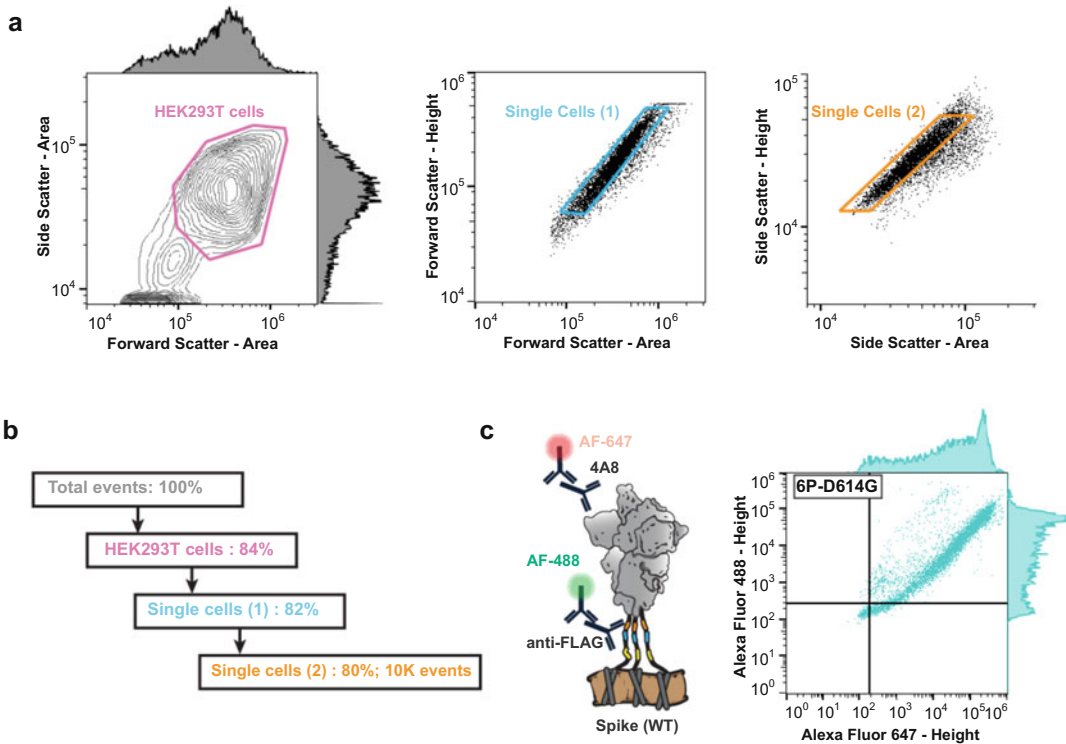 a
HEK293T cells
Side Scatter - Area
10^5
10^4
10^4 10^5 10^6
Forward Scatter - Area
Single Cells (1)
Forward Scatter - Height
10^6
10^5
10^4
10^4 10^5 10^6
Forward Scatter - Area
Single Cells (2)
Side Scatter - Height
10^5
10^4
10^4 10^5
Side Scatter - Area
b
Total events: 100%
HEK293T cells : 84%
Single cells (1) : 82%
Single cells (2) : 80%; 10K events
c
AF-647
4A8
AF-488
anti-FLAG
Spike (WT)
6P-D614G
Alexa Fluor 488 - Height
10^6
10^5
10^4
10^3
10^2
10^1
10^0
10^0 10^1 10^2 10^3 10^4 10^5 10^6
Alexa Fluor 647 - Height